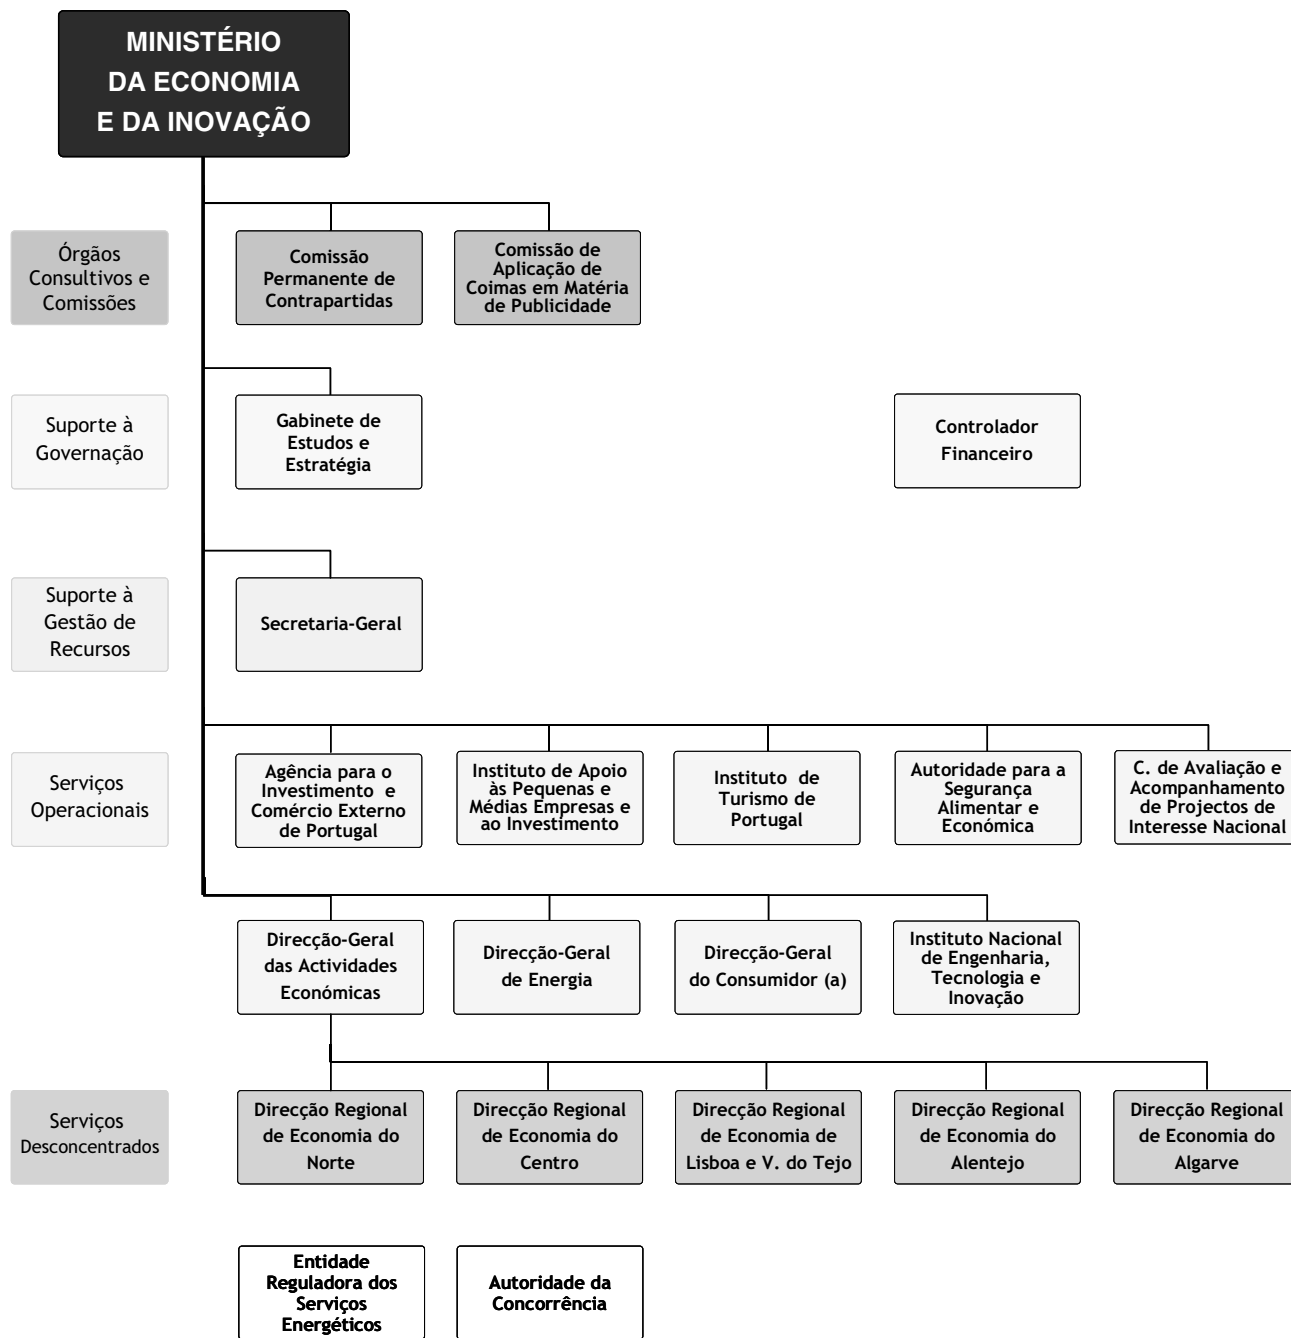 MINISTÉRIO
DA ECONOMIA
E DA INOVAÇÃO
Órgãos
Consultivos e
Comissões
Comissão
Permanente de
Contrapartidas
Comissão de
Aplicação de
Coimas em Matéria
de Publicidade
Suporte à
Governação
Gabinete de
Estudos e
Estratégia
Controlador
Financeiro
Suporte à
Gestão de
Recursos
Secretaria-Geral
Serviços
Operacionais
Agência para o
Investimento e
Comércio Externo
de Portugal
Instituto de Apoio
às Pequenas e
Médias Empresas e
ao Investimento
Instituto de
Turismo de
Portugal
Autoridade para a
Segurança
Alimentar e
Económica
C. de Avaliação e
Acompanhamento
de Projectos de
Interesse Nacional
Direcção-Geral
das Actividades
Económicas
Direcção-Geral
de Energia
Direcção-Geral
do Consumidor (a)
Instituto Nacional
de Engenharia,
Tecnologia e
Inovação
Serviços
Desconcentrados
Direcção Regional
de Economia do
Norte
Direcção Regional
de Economia do
Centro
Direcção Regional
de Economia de
Lisboa e V. do Tejo
Direcção Regional
de Economia do
Alentejo
Direcção Regional
de Economia do
Algarve
Entidade
Reguladora dos
Serviços
Energéticos
Autoridade da
Concorrência